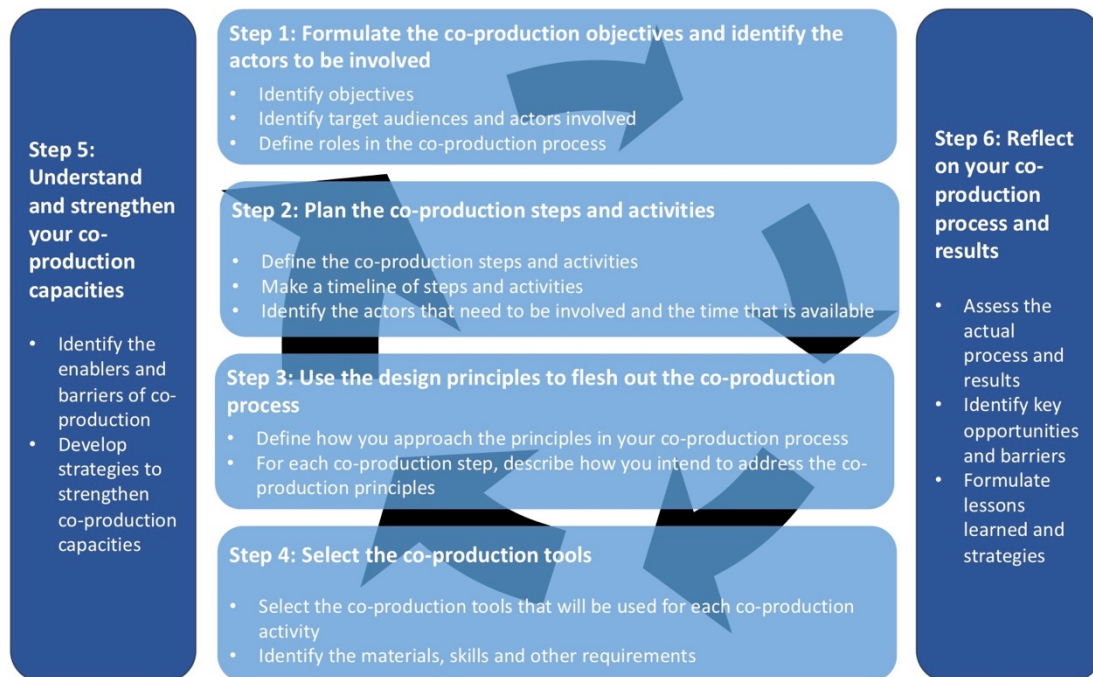 Step 5:
Understand
and strengthen
your co-
production
capacities
• Identify the
enablers and
barriers of co-
production
• Develop
strategies to
strengthen
co-production
capacities
Step 1: Formulate the co-production objectives and identify the
actors to be involved
• Identify objectives
• Identify target audiences and actors involved
• Define roles in the co-production process
Step 2: Plan the co-production steps and activities
• Define the co-production steps and activities
• Make a timeline of steps and activities
• Identify the actors that need to be involved and the time that is available
Step 3: Use the design principles to flesh out the co-production
process
• Define how you approach the principles in your co-production process
• For each co-production step, describe how you intend to address the co-
production principles
Step 4: Select the co-production tools
• Select the co-production tools that will be used for each co-production
activity
• Identify the materials, skills and other requirements
Step 6: Reflect
on your co-
production
process and
results
• Assess the
actual
process and
results
• Identify key
opportunities
and barriers
• Formulate
lessons
learned and
strategies